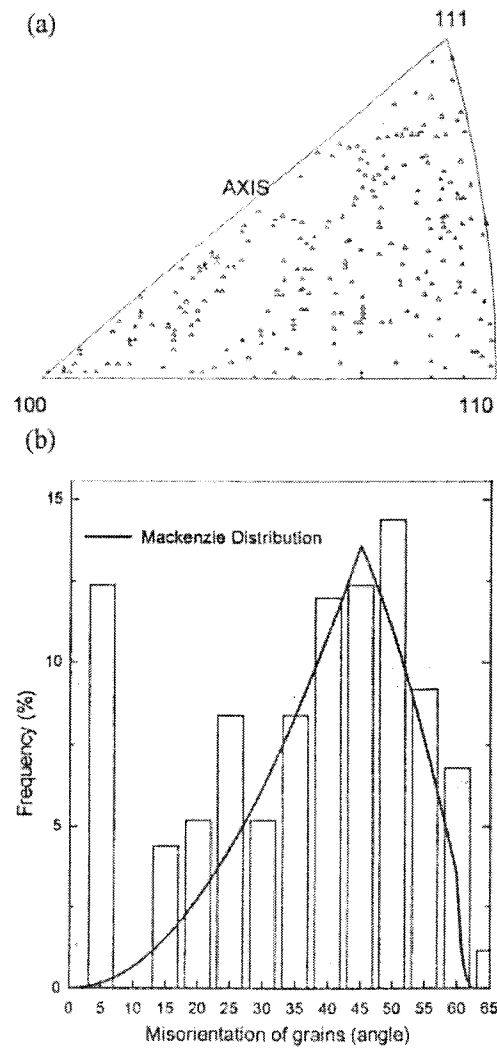 (a)
111
AXIS
100
110
(b)
15
Mackenzie Distribution
10
Frequency (%)
5
0
0 5 10 15 20 25 30 35 40 45 50 55 60 65
Misorientation of grains (angle)